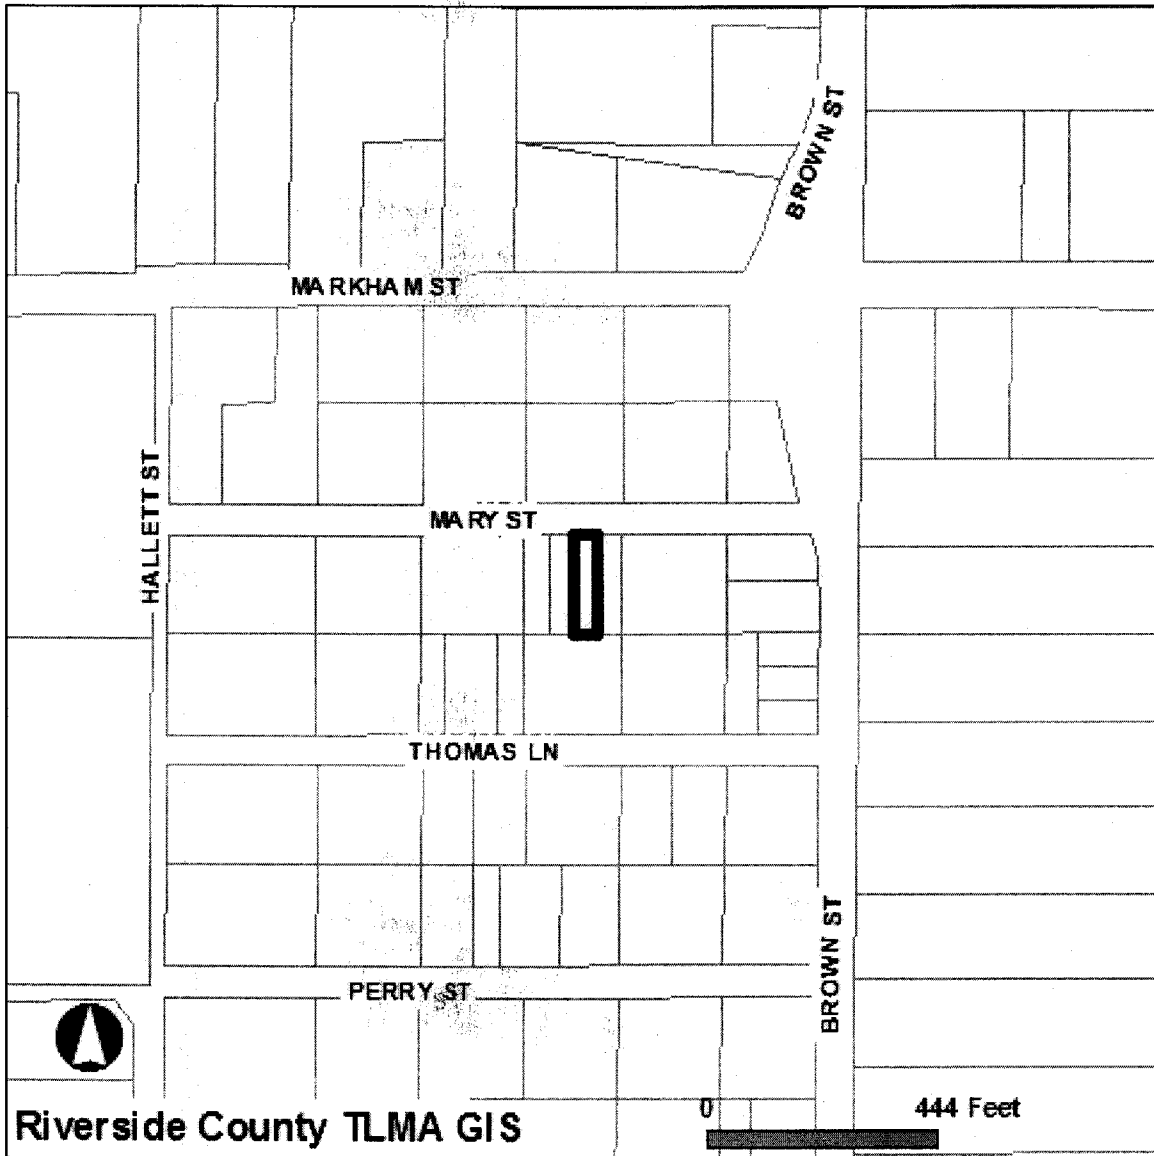 BROWN ST
MARKHAM ST
HALLETT ST
MARY ST
THOMAS LN
BROWN ST
PERRY ST
0 444 Feet
Riverside County TLMA GIS